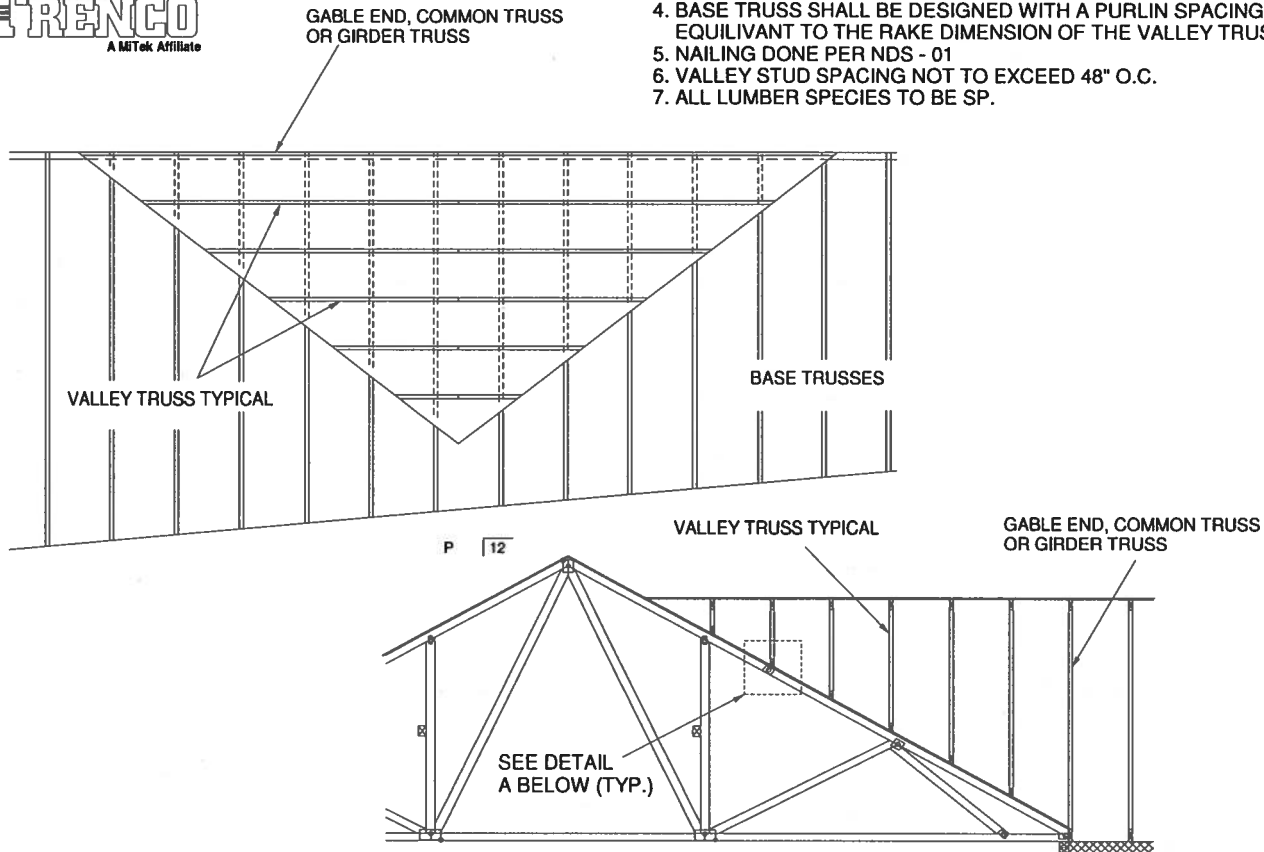 TRENCO
A MiTek Affiliate
GABLE END, COMMON TRUSS
OR GIRDER TRUSS
4. BASE TRUSS SHALL BE DESIGNED WITH A PURLIN SPACING
EQUILIVANT TO THE RAKE DIMENSION OF THE VALLEY
5. NAILING DONE PER NDS - 01
6. VALLEY STUD SPACING NOT TO EXCEED 48" O.C.
7. ALL LUMBER SPECIES TO BE SP.
VALLEY TRUSS TYPICAL
BASE TRUSSES
P 12
VALLEY TRUSS TYPICAL
GABLE END, COMMON TRUSS
OR GIRDER TRUSS
SEE DETAIL
A BELOW (TYP.)